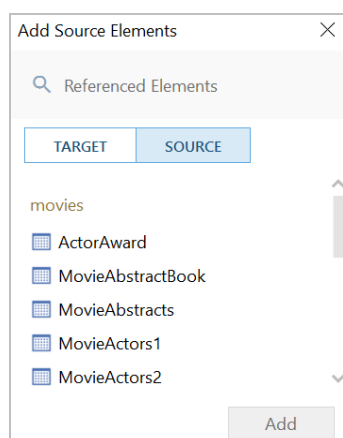 Add Source Elements
Referenced Elements
TARGET SOURCE
movies
ActorAward
MovieAbstractBook
MovieAbstracts
MovieActors1
MovieActors2
Add